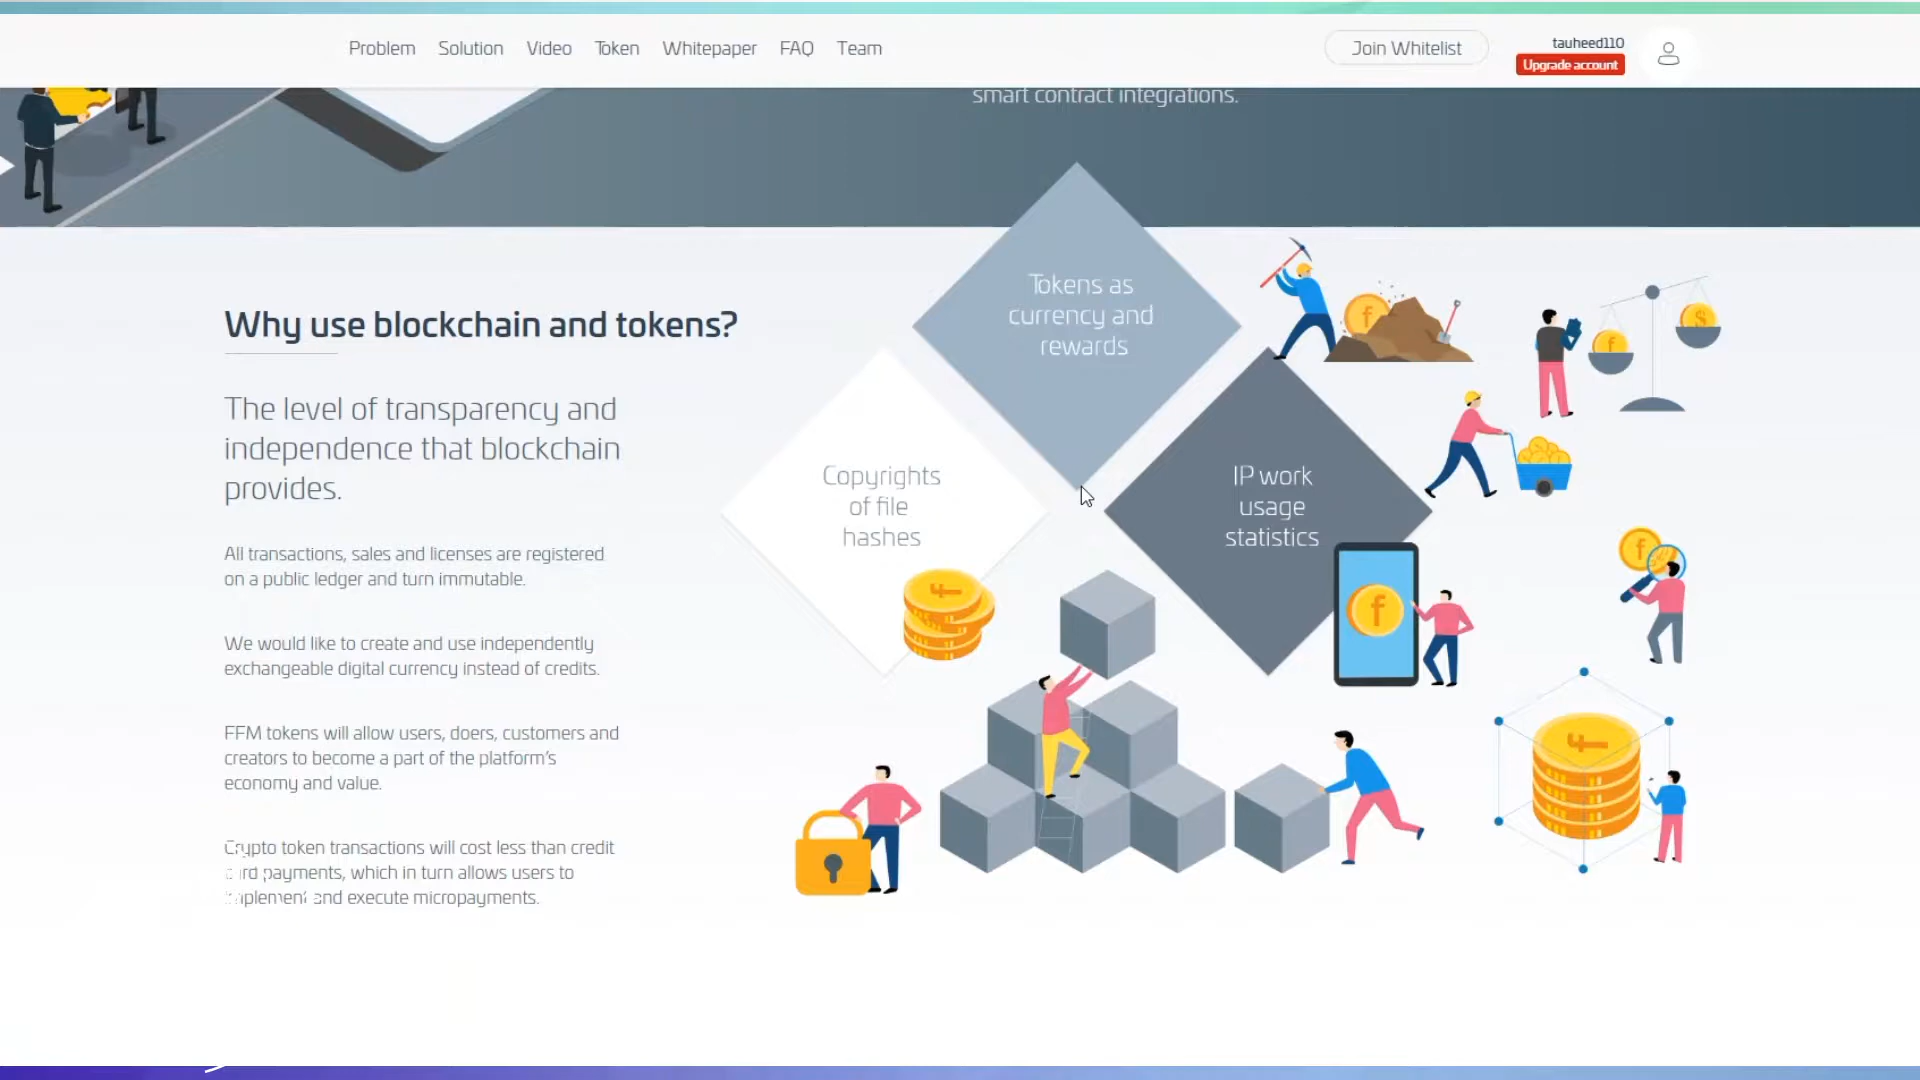 Problem Solution Video Token Whitepaper FAQ Team
Join Whitelist
tauheed110
Upgrade account
smart contract integrations.
Why use blockchain and tokens?
The level of transparency and
independence that blockchain
provides.
All transactions, sales and licenses are registered
on a public ledger and turn immutable.
We would like to create and use independently
exchangeable digital currency instead of credits.
FFM tokens will allow users, doers, customers and
creators to become a part of the platform's
economy and value.
Crypto token transactions will cost less than credit
card payments, which in turn allows users to
implement and execute micropayments.
Tokens as
currency and
rewards
Copyrights
of file
hashes
IP work
usage
statistics